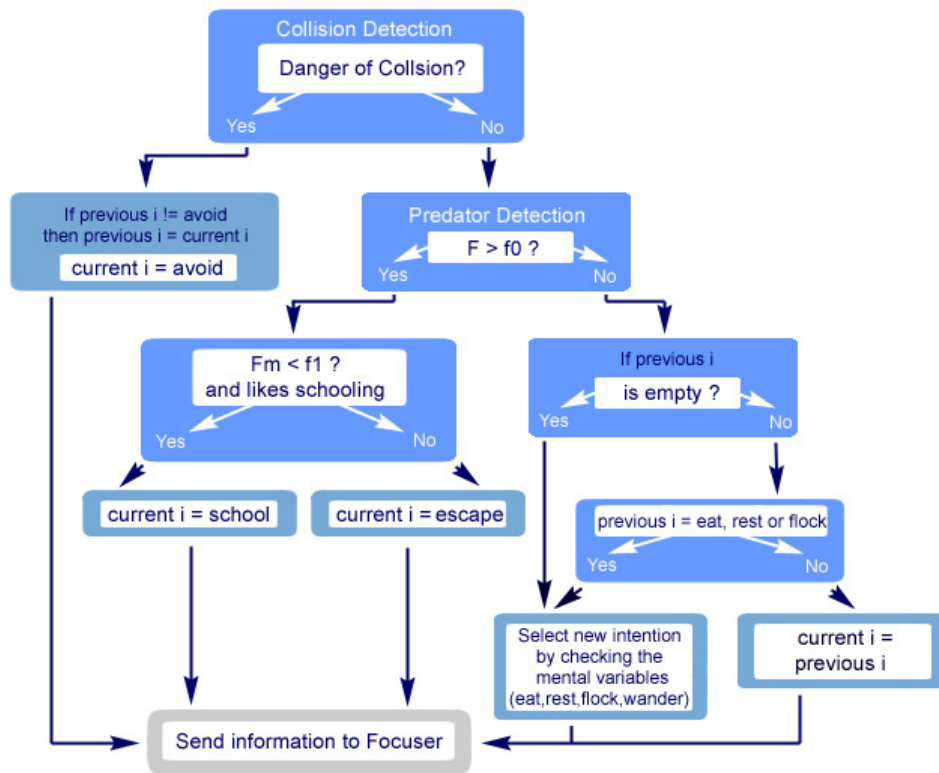 Collision Detection
Danger of Collsion?
Yes
No
If previous i != avoid
then previous i = current i
current i = avoid
Predator Detection
F > f0 ?
Yes
No
Fm < f1 ?
and likes schooling
Yes
No
If previous i
is empty ?
Yes
No
current i = school
current i = escape
previous i = eat, rest or flock
Yes
No
Select new intention
by checking the
mental variables
(eat,rest,flock,wander)
current i =
previous i
Send information to Focuser